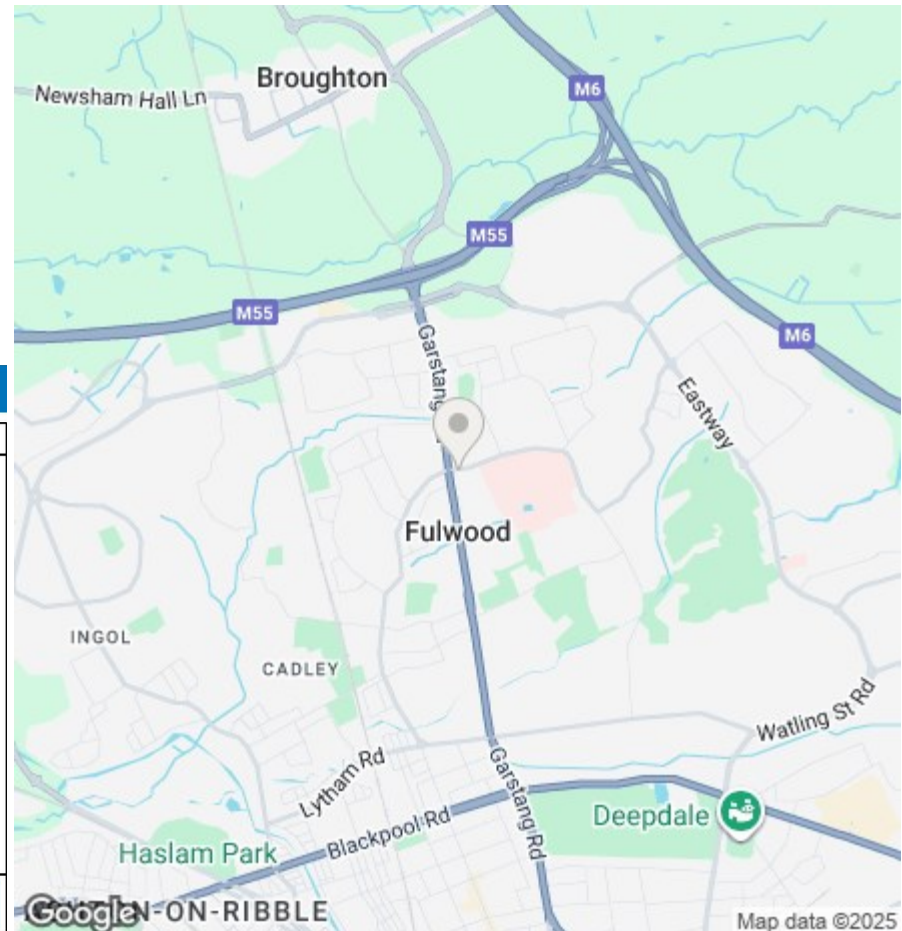 Broughton
Newsham Hall Ln
M6
M55
M55
M6
Garstang
Eastway
Fulwood
INGOL
CADLEY
Watling St Rd
Lytham Rd
Garstang Rd
Blackpool Rd
Deepdale
Haslam Park
Google
N-ON-RIBBLE
Map data ©2025